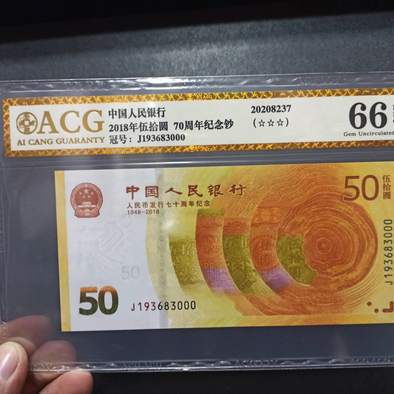 ACG
AI CANG GUARANTY
中国人民银行
2018年伍拾圆 70周年纪念钞
冠号: J193683000
20208237
(☆☆☆)
66
Gem Uncirculated
中国人民银行
人民币发行七十周年纪念
1948-2018
50
伍拾圆
J193683000
50
50
J193683000